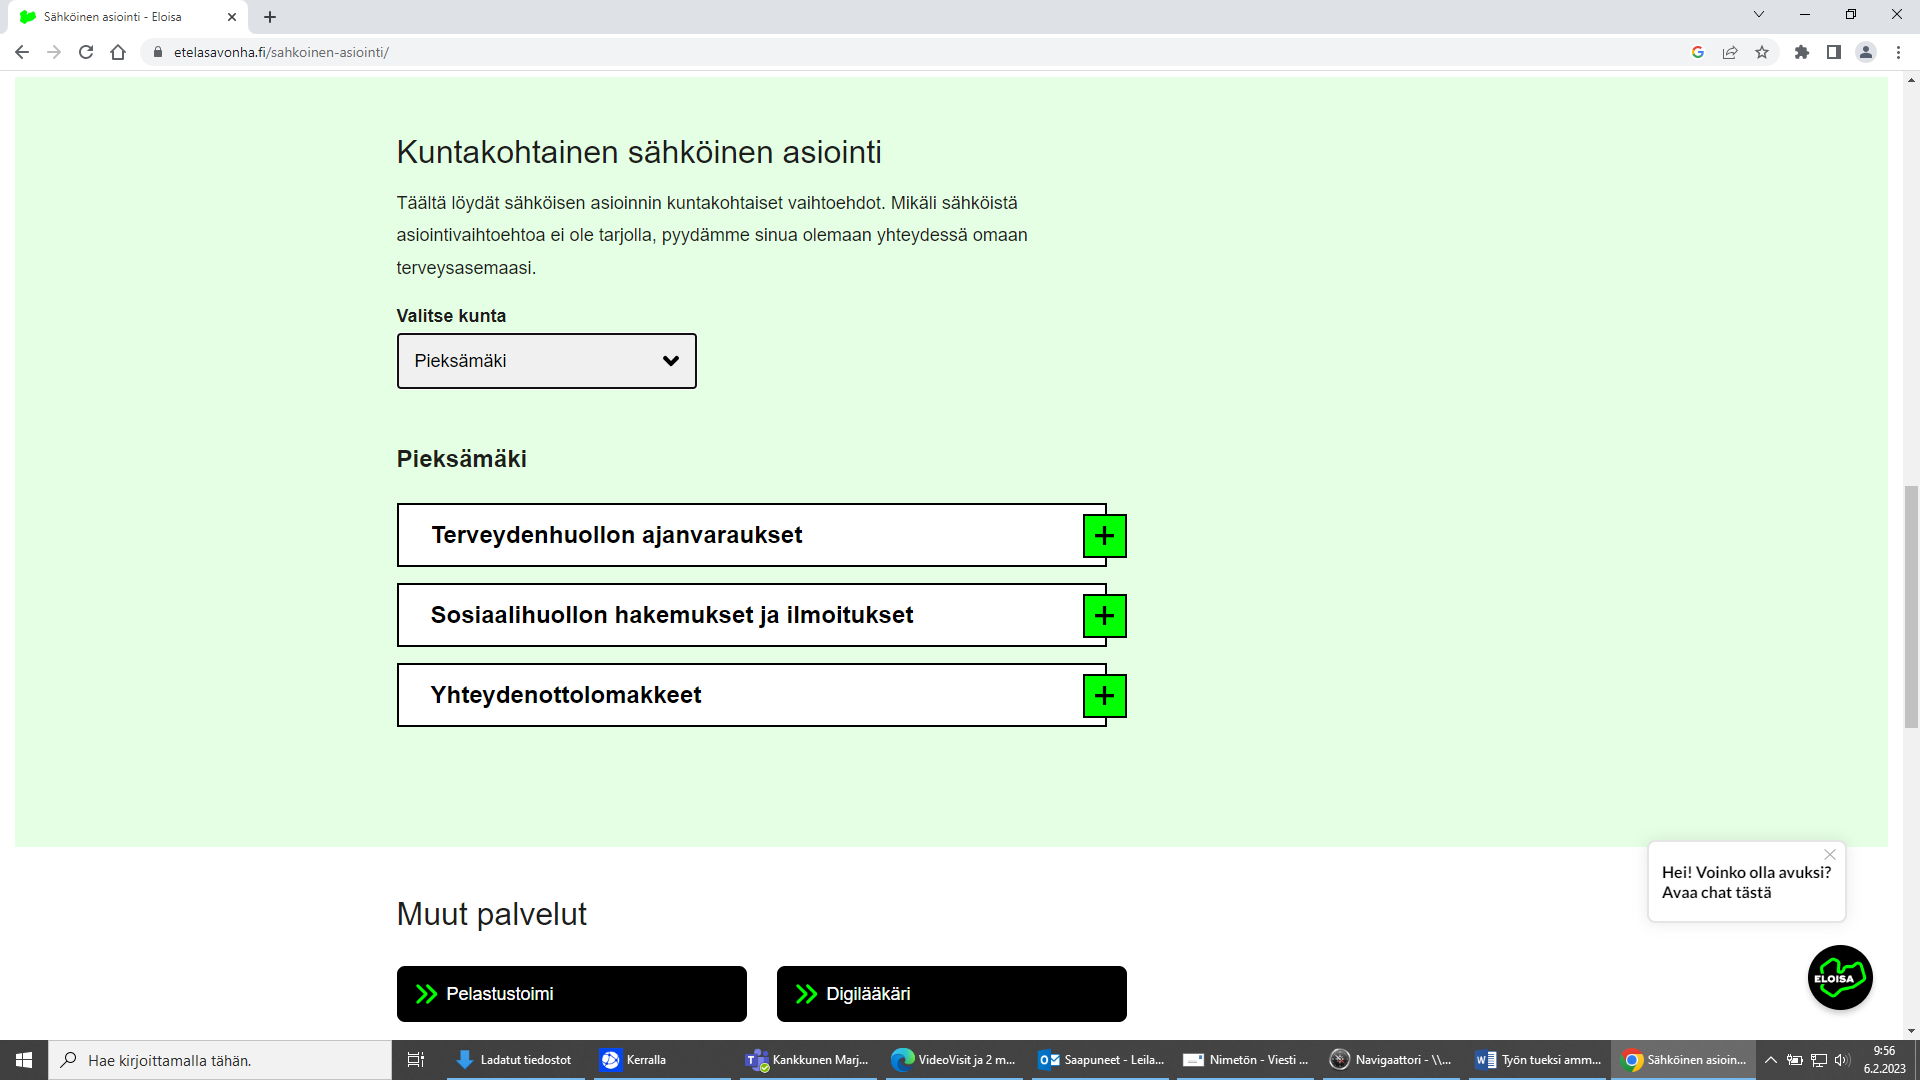 Sähköinen asiointi - Eloisa
etelasavonha.fi/sahkoinen-asiointi/
Kuntakohtainen sähköinen asiointi
Täältä löydät sähköisen asioinnin kuntakohtaiset vaihtoehdot. Mikäli sähköistä
asiointivaihtoehtoa ei ole tarjolla, pyydämme sinua olemaan yhteydessä omaan
terveysasemaasi.
Valitse kunta
Pieksämäki
Pieksämäki
Terveydenhuollon ajanvaraukset
Sosiaalihuollon hakemukset ja ilmoitukset
Yhteydenottolomakkeet
Hei! Voinko olla avuksi?
Avaa chat tästä
Muut palvelut
Pelastustoimi
Digilääkäri
ELOISA
Hae kirjoittamalla tähän.
Ladatut tiedostot
Kerralla
Kankkunen Marj...
VideoVisit ja 2 m...
Saapuneet - Leila...
Nimetön - Viesti ...
Navigaattori - \\...
Työn tueksi amm...
Sähköinen asioin...
9:56
6.2.2023